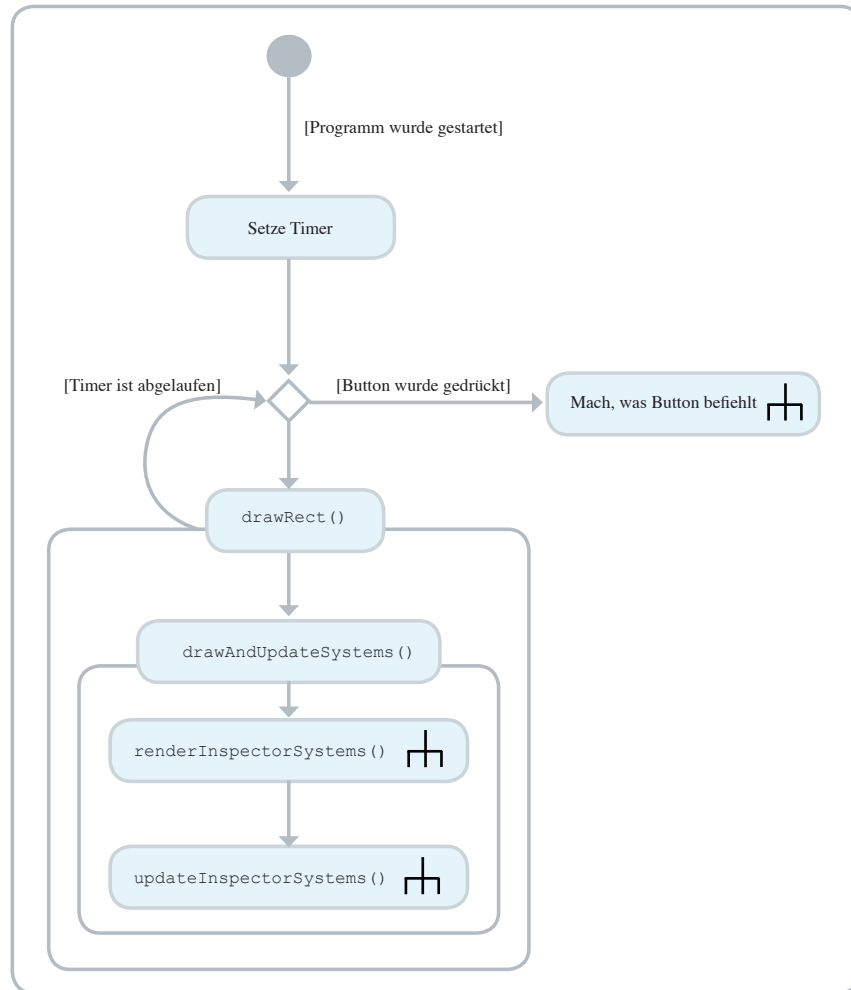 [Programm wurde gestartet]
Setze Timer
[Timer ist abgelaufen]
[Button wurde gedrückt]
Mach, was Button befiehlt
drawRect()
drawAndUpdateSystems()
renderInspectorSystems()
updateInspectorSystems()